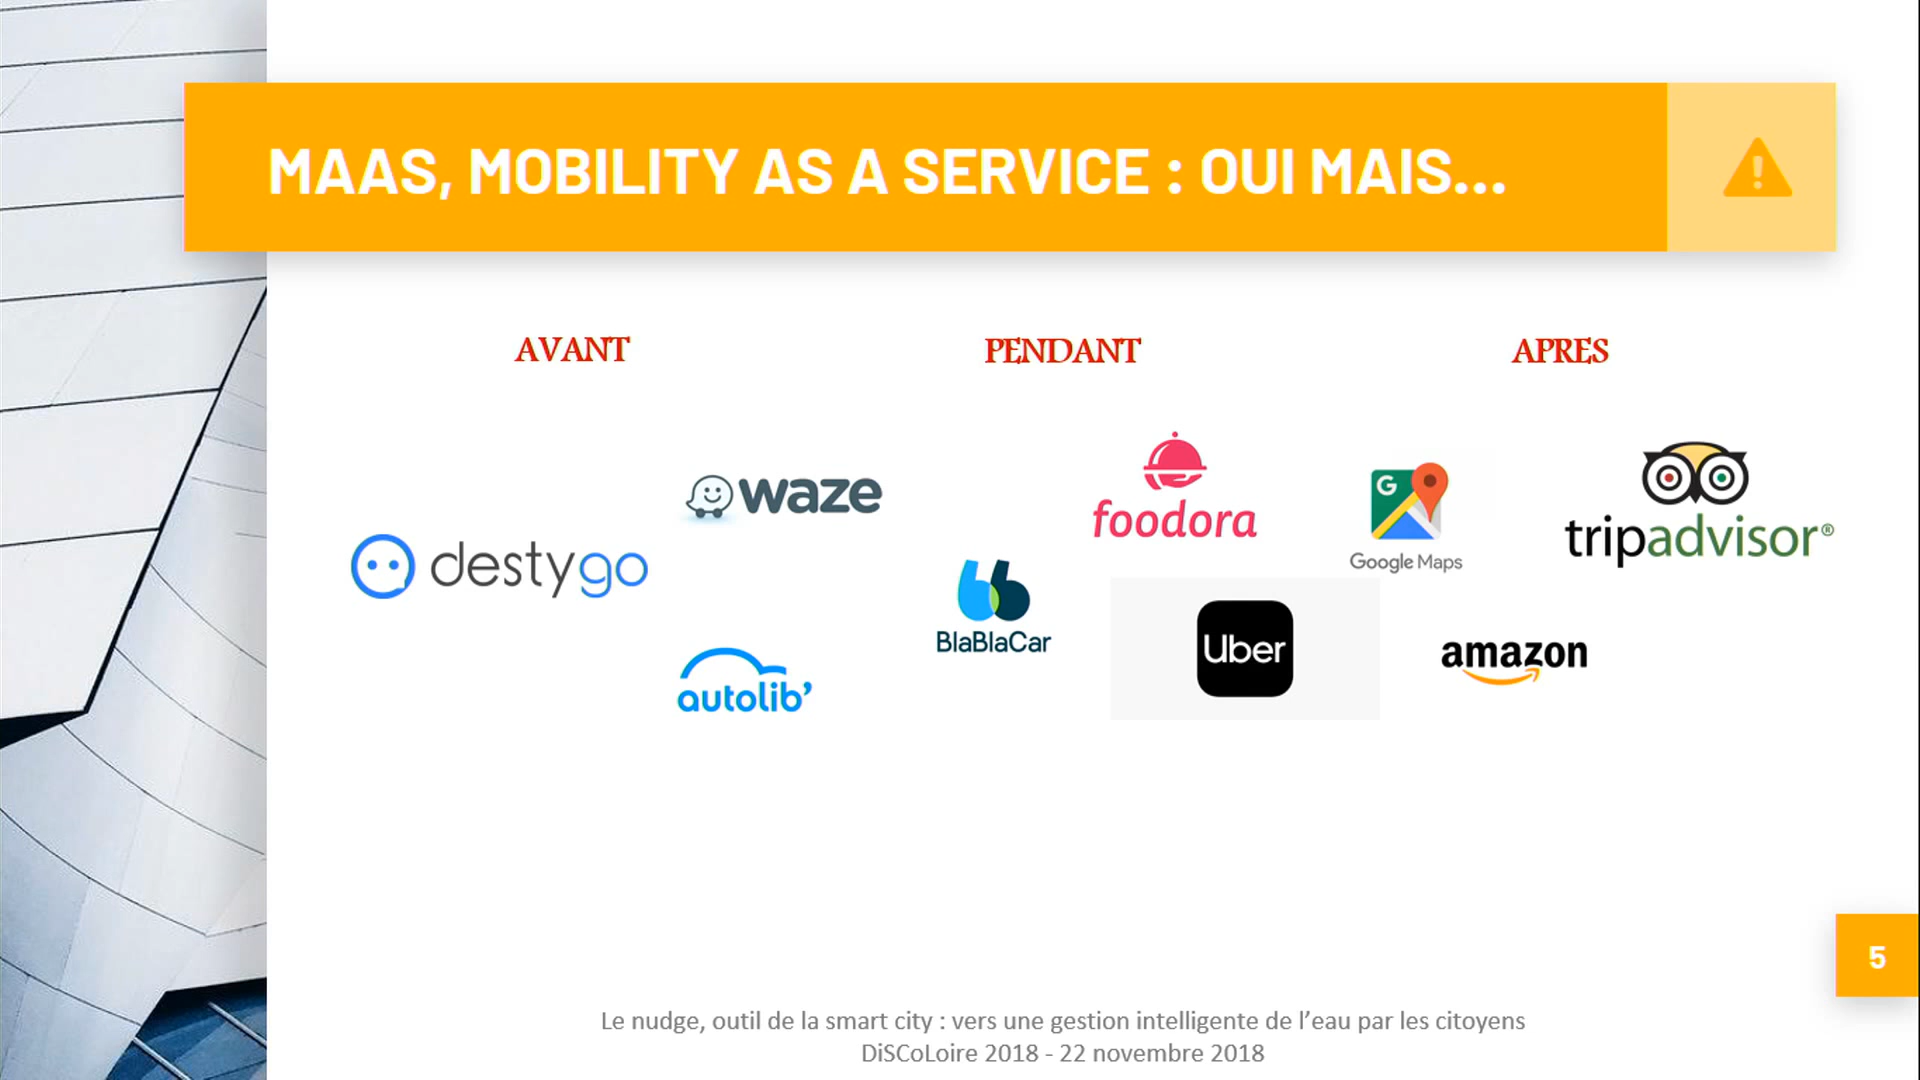 MAAS, MOBILITY AS A SERVICE : OUI MAIS...
AVANT
PENDANT
APRES
waze
destygo
autolib'
foodora
BlaBlaCar
Uber
G
Google Maps
tripadvisor®
amazon
5
Le nudge, outil de la smart city : vers une gestion intelligente de l’eau par les citoyens
DiSCoLoire 2018 - 22 novembre 2018